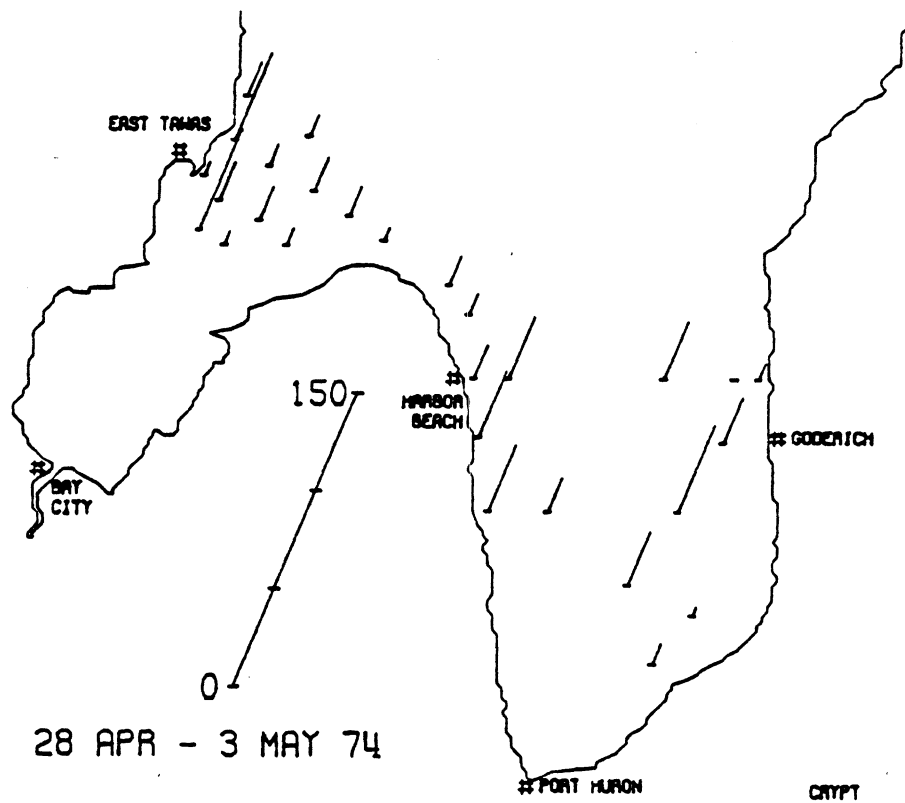 EAST TAWAS
#
150
#
HARBOR
BEACH
# GODERICH
#
BAY
CITY
0
28 APR - 3 MAY 74
# PORT HURON
CRYPT